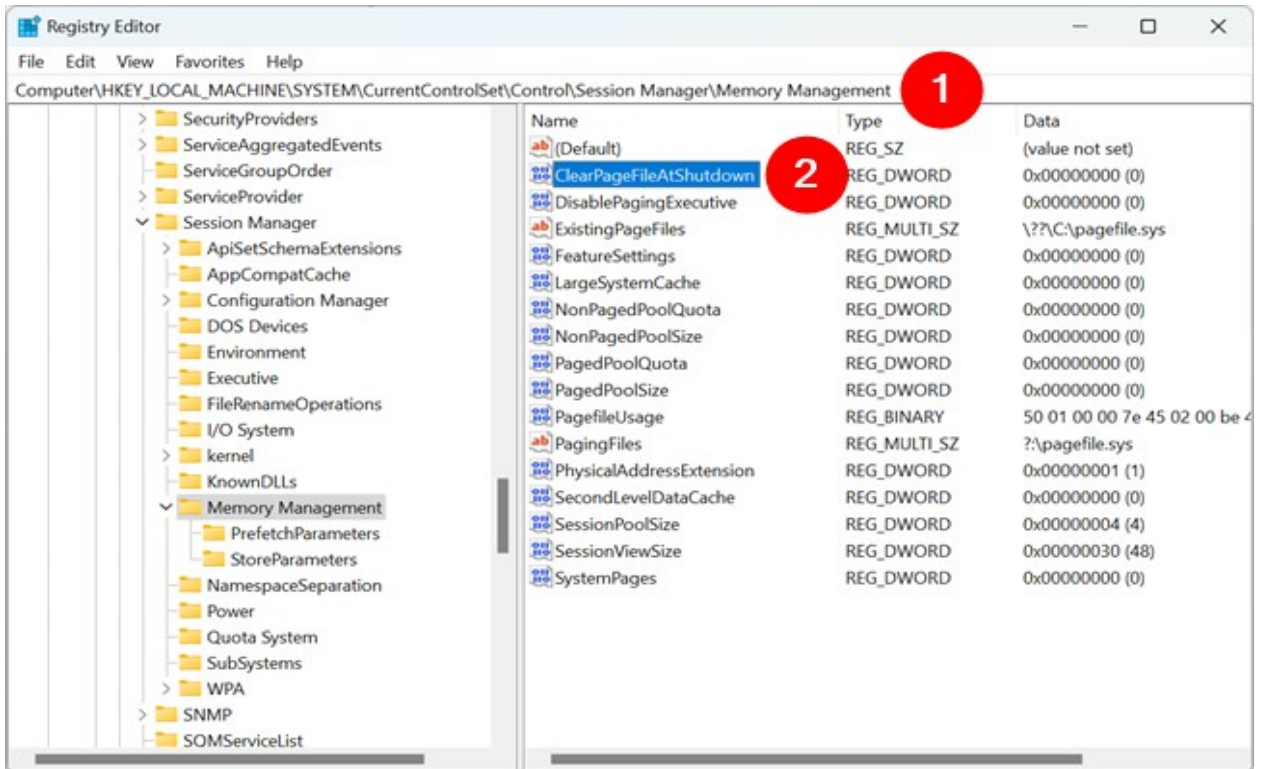 Registry Editor
File Edit View Favorites Help
Computer\HKEY_LOCAL_MACHINE\SYSTEM\CurrentControlSet\Control\Session Manager\Memory Management
1
SecurityProviders
ServiceAggregatedEvents
ServiceGroupOrder
ServiceProvider
Session Manager
ApiSetSchemaExtensions
AppCompatCache
Configuration Manager
DOS Devices
Environment
Executive
FileRenameOperations
I/O System
kernel
KnownDLLs
Memory Management
PrefetchParameters
StoreParameters
NamespaceSeparation
Power
Quota System
SubSystems
WPA
SNMP
SQMServiceList
Name Type Data
(Default) REG_SZ (value not set)
ClearPageFileAtShutdown 2 REG_DWORD 0x00000000 (0)
DisablePagingExecutive REG_DWORD 0x00000000 (0)
ExistingPageFiles REG_MULTI_SZ \??\C:\pagefile.sys
FeatureSettings REG_DWORD 0x00000000 (0)
LargeSystemCache REG_DWORD 0x00000000 (0)
NonPagedPoolQuota REG_DWORD 0x00000000 (0)
NonPagedPoolSize REG_DWORD 0x00000000 (0)
PagedPoolQuota REG_DWORD 0x00000000 (0)
PagedPoolSize REG_DWORD 0x00000000 (0)
PagefileUsage REG_BINARY 50 01 00 00 7e 45 02 00 be
PagingFiles REG_MULTI_SZ ?:\pagefile.sys
PhysicalAddressExtension REG_DWORD 0x00000001 (1)
SecondLevelDataCache REG_DWORD 0x00000000 (0)
SessionPoolSize REG_DWORD 0x00000004 (4)
SessionViewSize REG_DWORD 0x00000030 (48)
SystemPages REG_DWORD 0x00000000 (0)